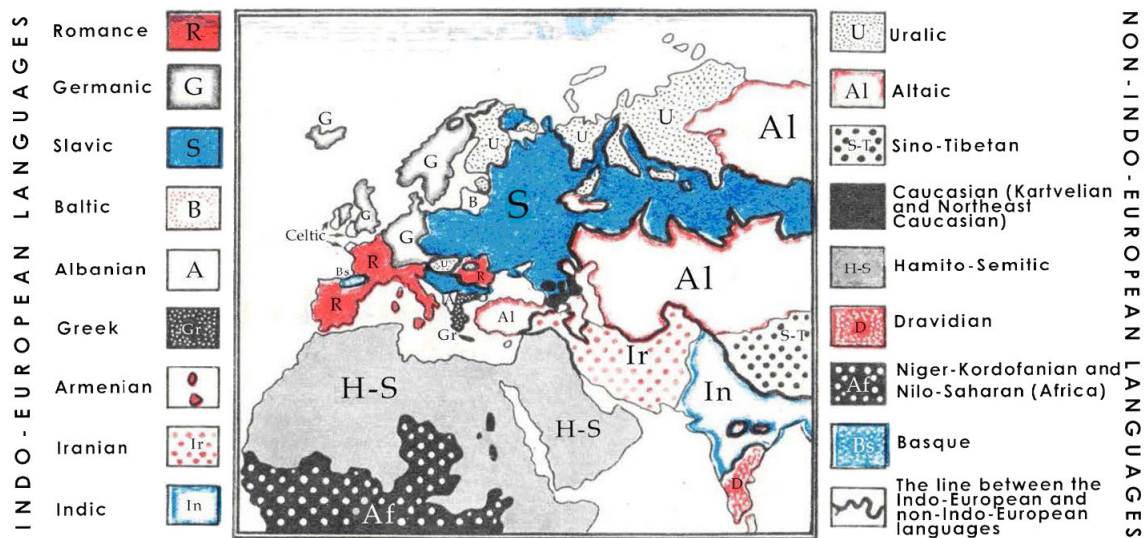 INDO-EUROPEAN LANGUAGES
Romance
R
Germanic
G
Slavic
S
Baltic
B
Albanian
A
Greek
Gr
Armenian
Iranian
Ir
Indic
In
G
G
U
U
U
Al
G
B
S
Celtic
G
R
Bs
U
R
R
A
Gr
Al
Al
Ir
In
S-T
H-S
H-S
Af
D
U
Uralic
Al
Altaic
S-T
Sino-Tibetan
Caucasian (Kartvelian
and Northeast
Caucasian)
H-S
Hamito-Semitic
D
Dravidian
Af
Niger-Kordofanian and
Nilo-Saharan (Africa)
Bs
Basque
The line between the
Indo-European and
non-Indo-European
languages
NON-INDO-EUROPEAN LANGUAGES